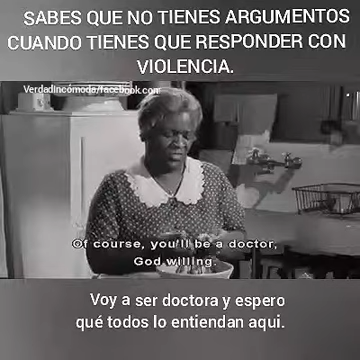 SABES QUE NO TIENES ARGUMENTOS
CUANDO TIENES QUE RESPONDER CON
VIOLENCIA.
Verdadincómoda/facebook.com
Of course, you'll be a doctor,
God willing.
Voy a ser doctora y espero
qué todos lo entiendan aqui.